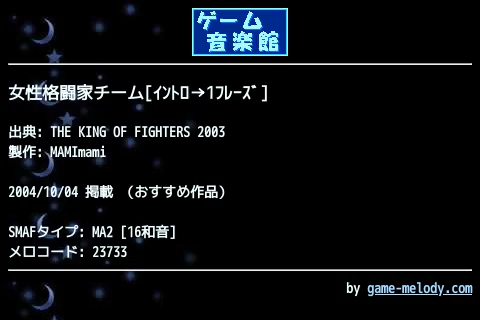 ゲーム
音楽館
女性格闘家チーム[ｲﾝﾄﾛ→1ﾌﾚｰｽﾞ]
出典: THE KING OF FIGHTERS 2003
製作: MAMImami
2004/10/04 掲載 (おすすめ作品)
SMAFタイプ: MA2 [16和音]
メロコード: 23733
by game-melody.com